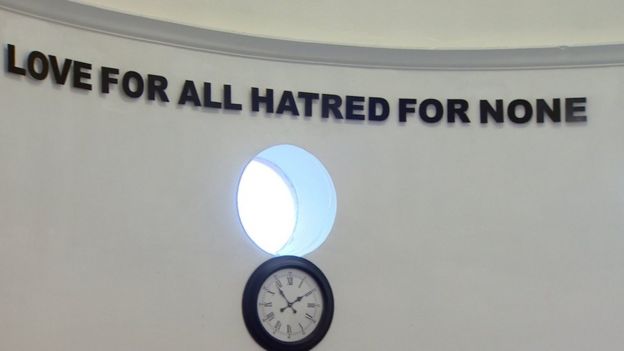 LOVE FOR ALL HATRED FOR NONE